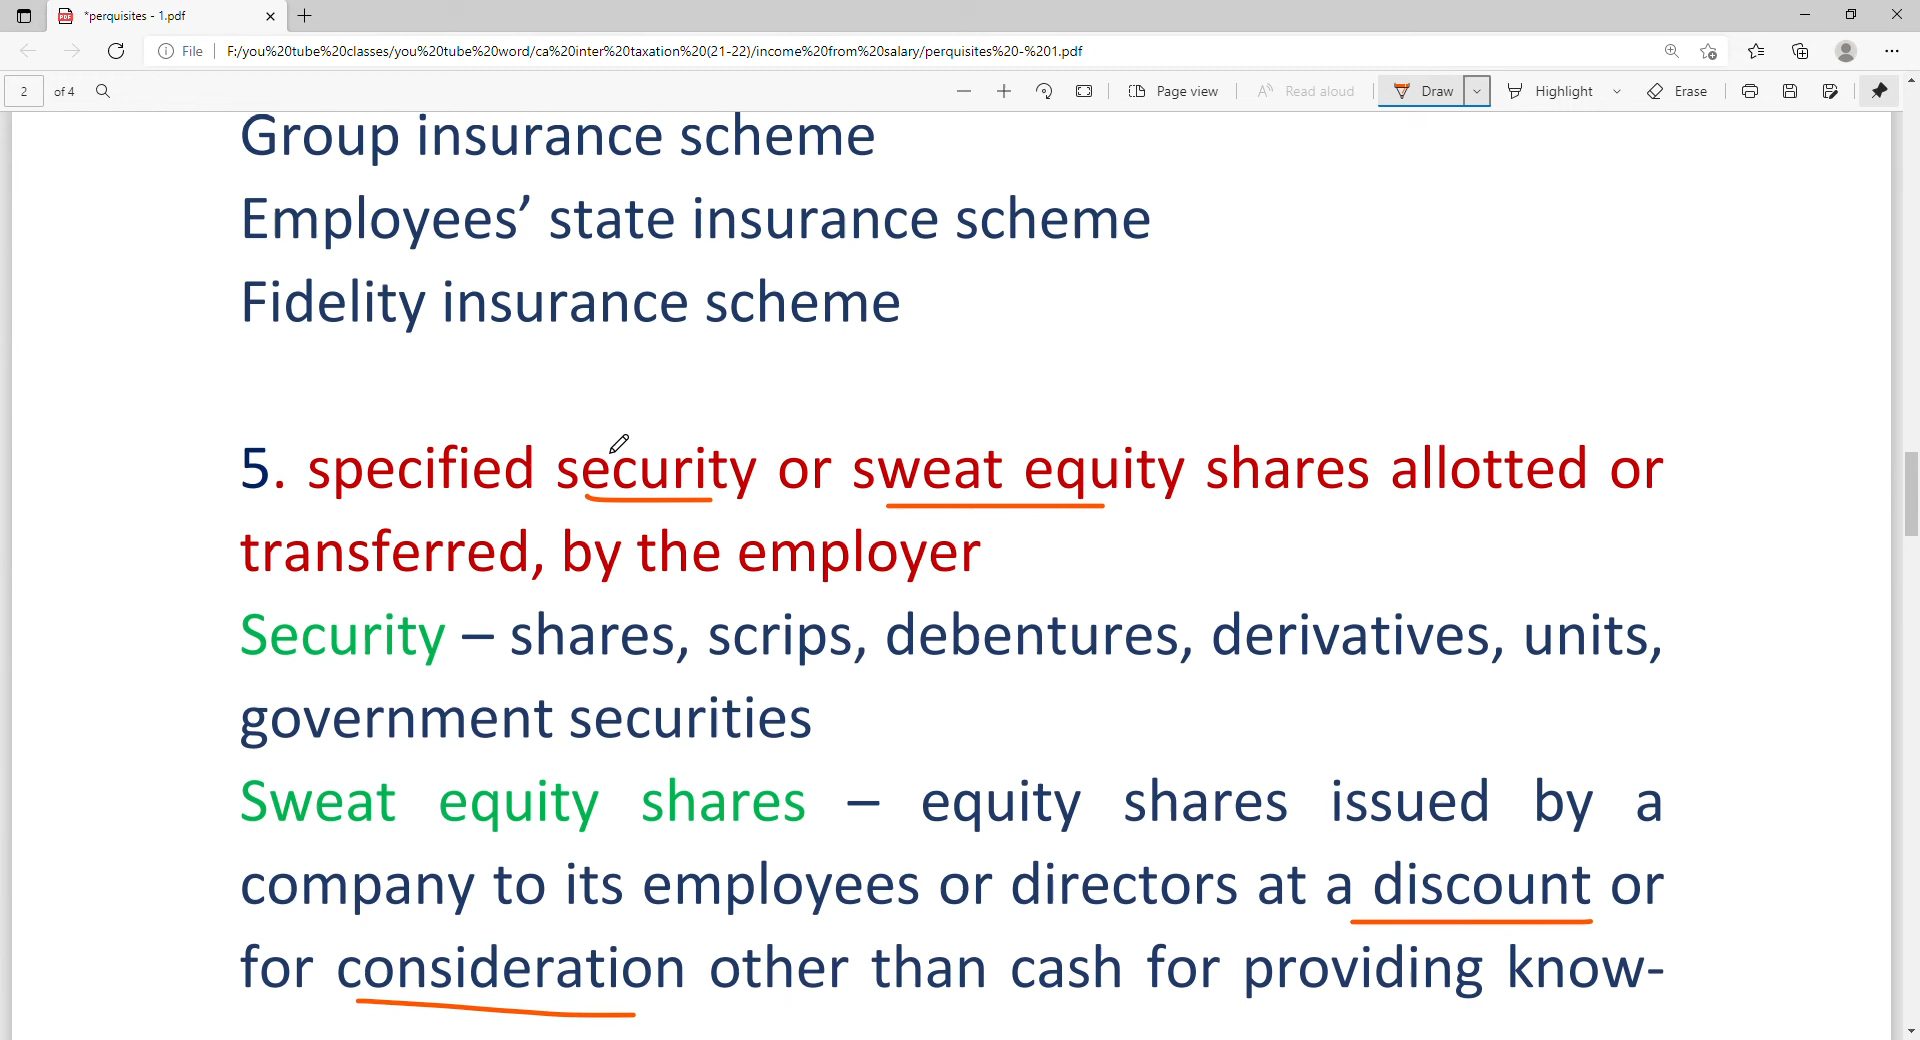 *perquisites - 1.pdf
File
F:/you%20tube%20classes/you%20tube%20word/ca%20inter%20taxation%20(21-22)/income%20from%20salary/perquisites%20-%201.pdf
2 of 4
Page view
Read aloud
Draw
Highlight
Erase
Group insurance scheme
Employees’ state insurance scheme
Fidelity insurance scheme
5. specified security or sweat equity shares allotted or
transferred, by the employer
Security – shares, scrips, debentures, derivatives, units,
government securities
Sweat equity shares – equity shares issued by a
company to its employees or directors at a discount or
for consideration other than cash for providing know-